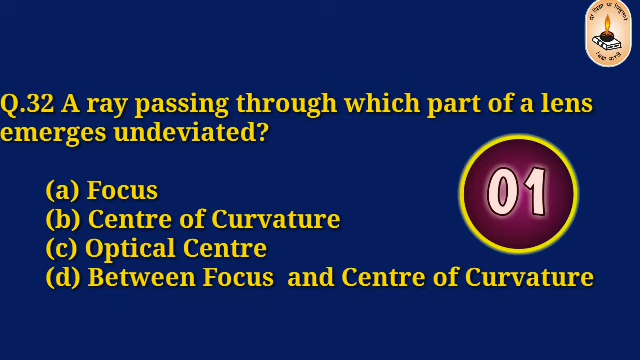 Q.32 A ray passing through which part of a lens
emerges undeviated?
(a) Focus
(b) Centre of Curvature
(c) Optical Centre
(d) Between Focus and Centre of Curvature
01